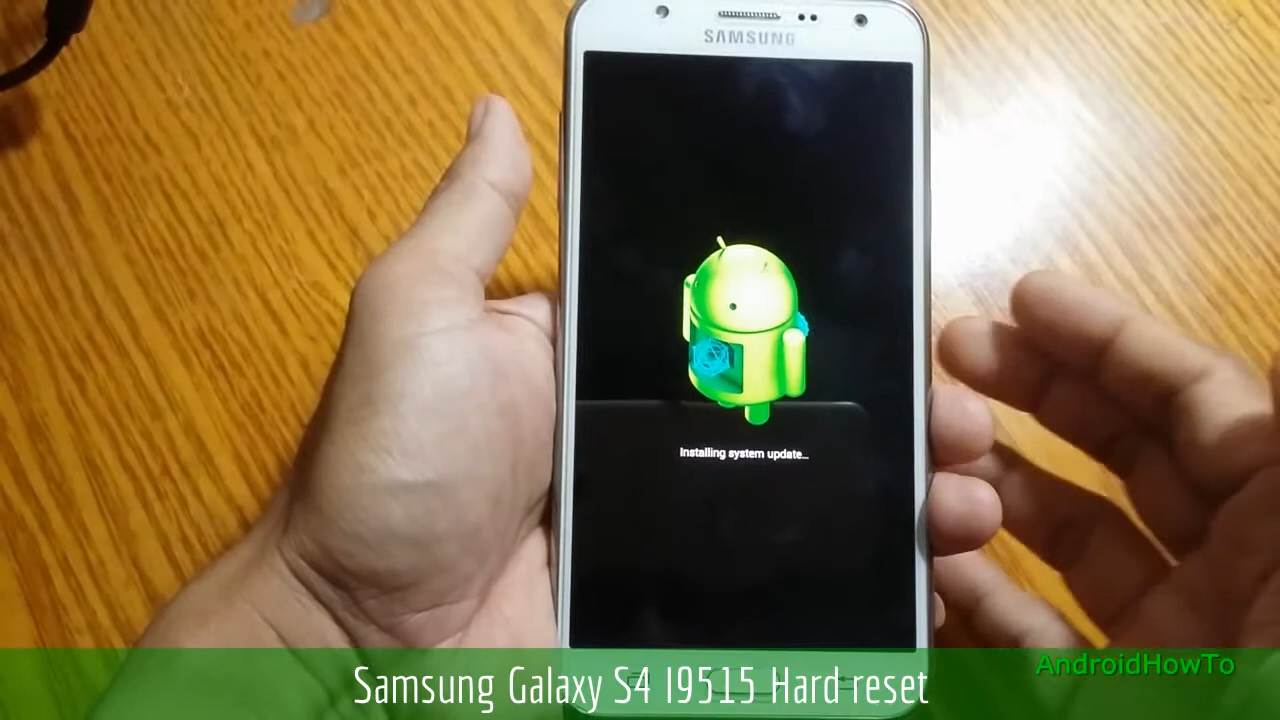 SAMSUNG
Installing system update...
AndroidHowTo
Samsung Galaxy S4 I9515 Hard reset